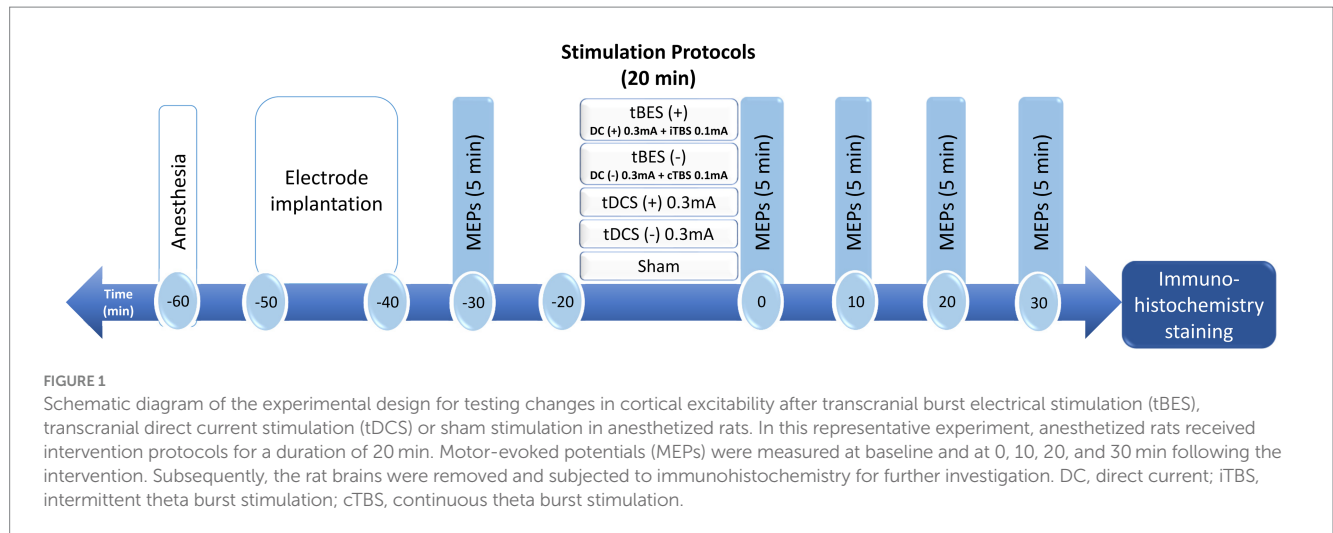 Stimulation Protocols
(20 min)
Anesthesia
Electrode
implantation
MEPs (5 min)
tBES (+)
DC (+) 0.3mA + iTBS 0.1mA
tBES (-)
DC (-) 0.3mA + cTBS 0.1mA
tDCS (+) 0.3mA
tDCS (-) 0.3mA
Sham
MEPs (5 min)
MEPs (5 min)
MEPs (5 min)
MEPs (5 min)
Time
(min)
-60
-50
-40
-30
-20
0
10
20
30
Immuno-
histochemistry
staining
FIGURE 1
Schematic diagram of the experimental design for testing changes in cortical excitability after transcranial burst electrical stimulation (tBES),
transcranial direct current stimulation (tDCS) or sham stimulation in anesthetized rats. In this representative experiment, anesthetized rats received
intervention protocols for a duration of 20 min. Motor-evoked potentials (MEPs) were measured at baseline and at 0, 10, 20, and 30 min following the
intervention. Subsequently, the rat brains were removed and subjected to immunohistochemistry for further investigation. DC, direct current; iTBS,
intermittent theta burst stimulation; cTBS, continuous theta burst stimulation.